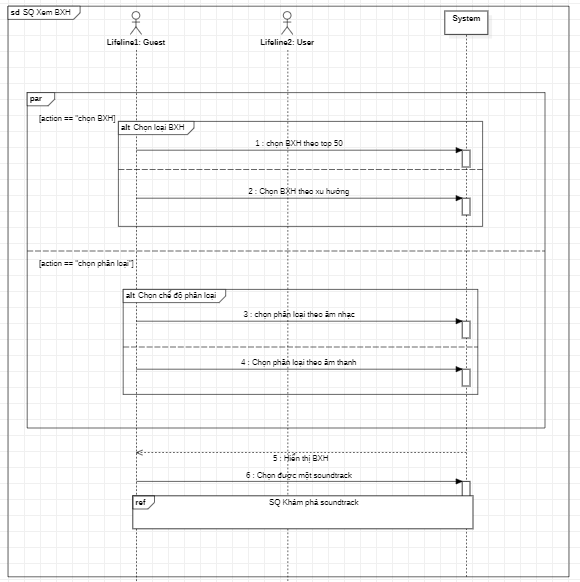 sd SQ Xem BXH
Lifeline1: Guest
Lifeline2: User
System
par
[action == "chọn BXH]
alt Chọn loại BXH
1 : chọn BXH theo top 50
2 : Chọn BXH theo xu hướng
[action == "chọn phân loại"]
alt Chọn chế độ phân loại
3 : chọn phân loại theo âm nhạc
4 : Chọn phân loại theo âm thanh
5 : Hiển thị BXH
6 : Chọn được một soundtrack
ref
SQ Khám phá soundtrack